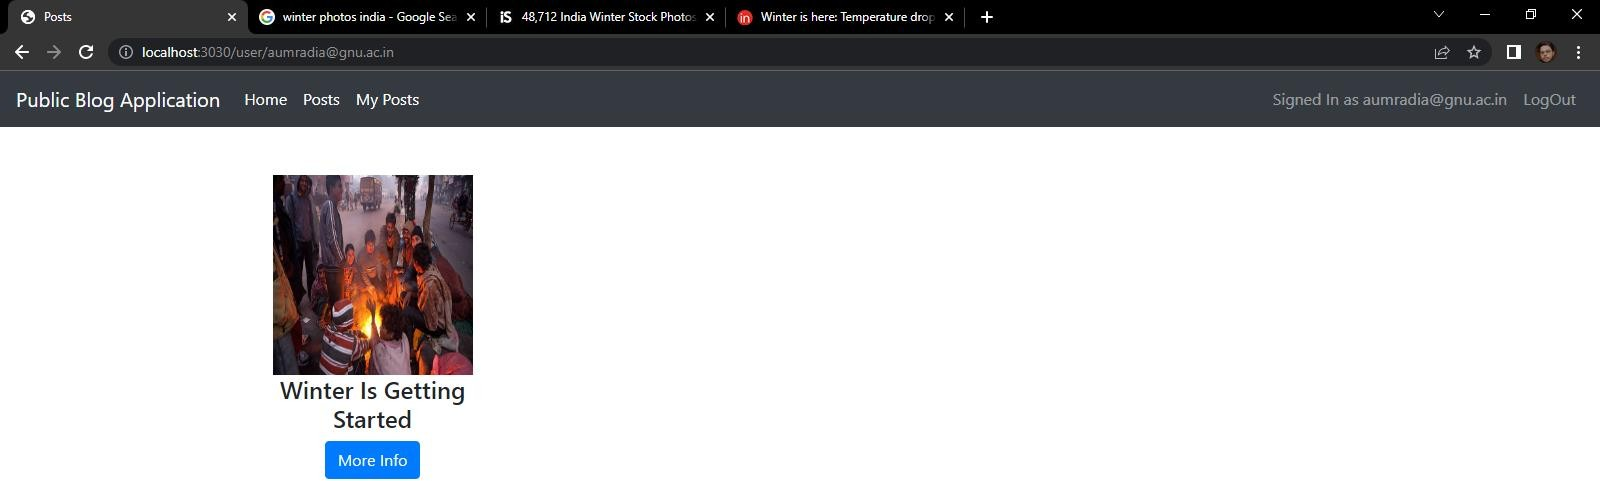 Posts
winter photos india - Google Sea
iS 48,712 India Winter Stock Photos
in Winter is here: Temperature drop
localhost:3030/user/aumradia@gnu.ac.in
Public Blog Application Home Posts My Posts Signed In as aumradia@gnu.ac.in LogOut
Winter Is Getting
Started
More Info